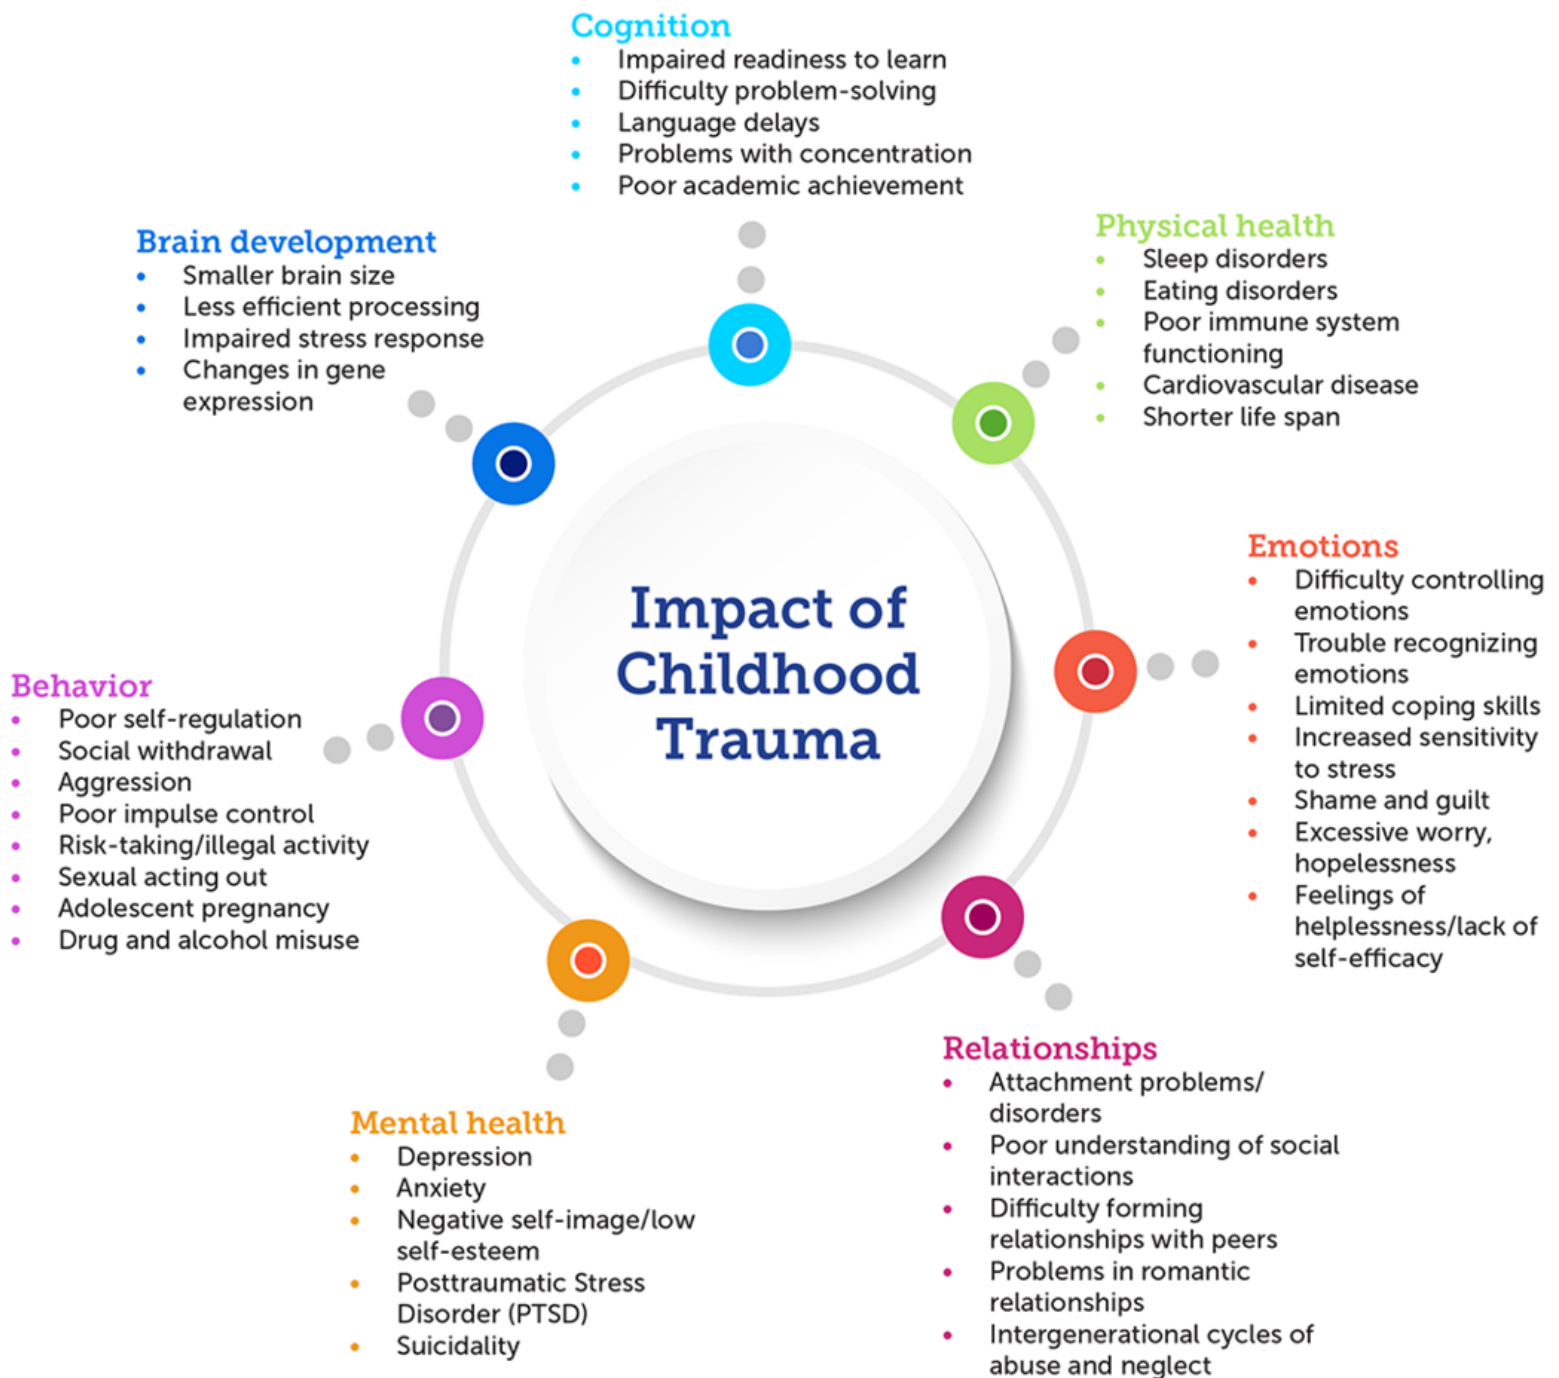 Cognition
• Impaired readiness to learn
• Difficulty problem-solving
• Language delays
• Problems with concentration
• Poor academic achievement
Physical health
• Sleep disorders
• Eating disorders
• Poor immune system
functioning
• Cardiovascular disease
• Shorter life span
Emotions
• Difficulty controlling
emotions
• Trouble recognizing
emotions
• Limited coping skills
• Increased sensitivity
to stress
• Shame and guilt
• Excessive worry,
hopelessness
• Feelings of
helplessness/lack of
self-efficacy
Relationships
• Attachment problems/
disorders
• Poor understanding of social
interactions
• Difficulty forming
relationships with peers
• Problems in romantic
relationships
• Intergenerational cycles of
abuse and neglect
Mental health
• Depression
• Anxiety
• Negative self-image/low
self-esteem
• Posttraumatic Stress
Disorder (PTSD)
• Suicidality
Behavior
• Poor self-regulation
• Social withdrawal
• Aggression
• Poor impulse control
• Risk-taking/illegal activity
• Sexual acting out
• Adolescent pregnancy
• Drug and alcohol misuse
Brain development
• Smaller brain size
• Less efficient processing
• Impaired stress response
• Changes in gene
expression
Impact of
Childhood
Trauma